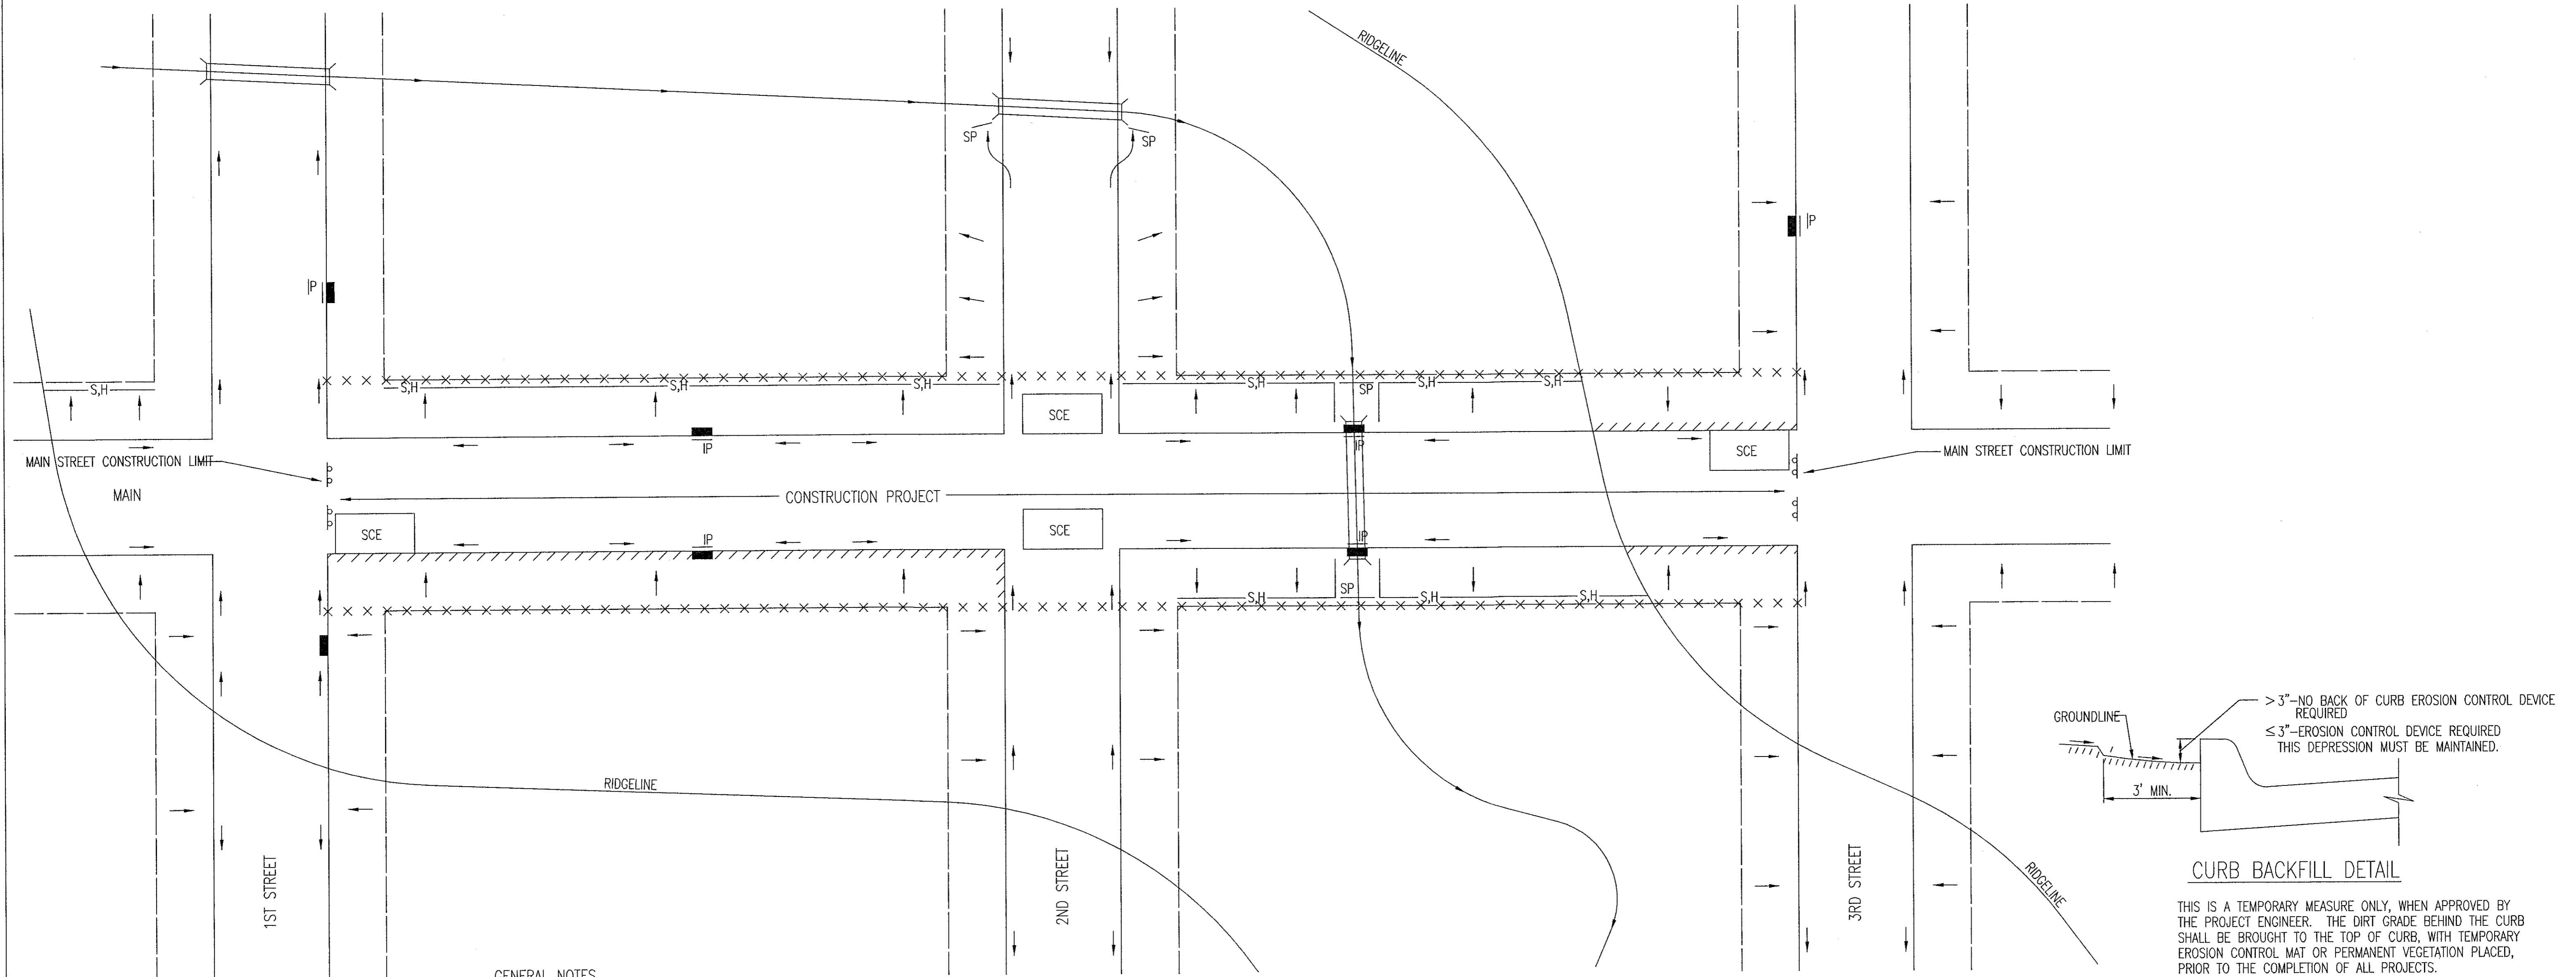 RIDGELINE
SP
SP
IP
IP
S,H
S,H
S,H
S,H
S,H
SP
S,H
S,H
SCE
MAIN STREET CONSTRUCTION LIMIT
IP
IP
SCE
MAIN STREET CONSTRUCTION LIMIT
MAIN
CONSTRUCTION PROJECT
SCE
SCE
IP
IP
S,H
SP
S,H
S,H
RIDGELINE
1ST STREET
2ND STREET
3RD STREET
RIDGELINE
GROUNDLINE
>3"-NO BACK OF CURB EROSION CONTROL DEVICE
REQUIRED
≤3"-EROSION CONTROL DEVICE REQUIRED
THIS DEPRESSION MUST BE MAINTAINED.
3' MIN.
CURB BACKFILL DETAIL
THIS IS A TEMPORARY MEASURE ONLY, WHEN APPROVED BY
THE PROJECT ENGINEER. THE DIRT GRADE BEHIND THE CURB
SHALL BE BROUGHT TO THE TOP OF CURB, WITH TEMPORARY
EROSION CONTROL MAT OR PERMANENT VEGETATION PLACED,
PRIOR TO THE COMPLETION OF ALL PROJECTS.
GENERAL NOTES